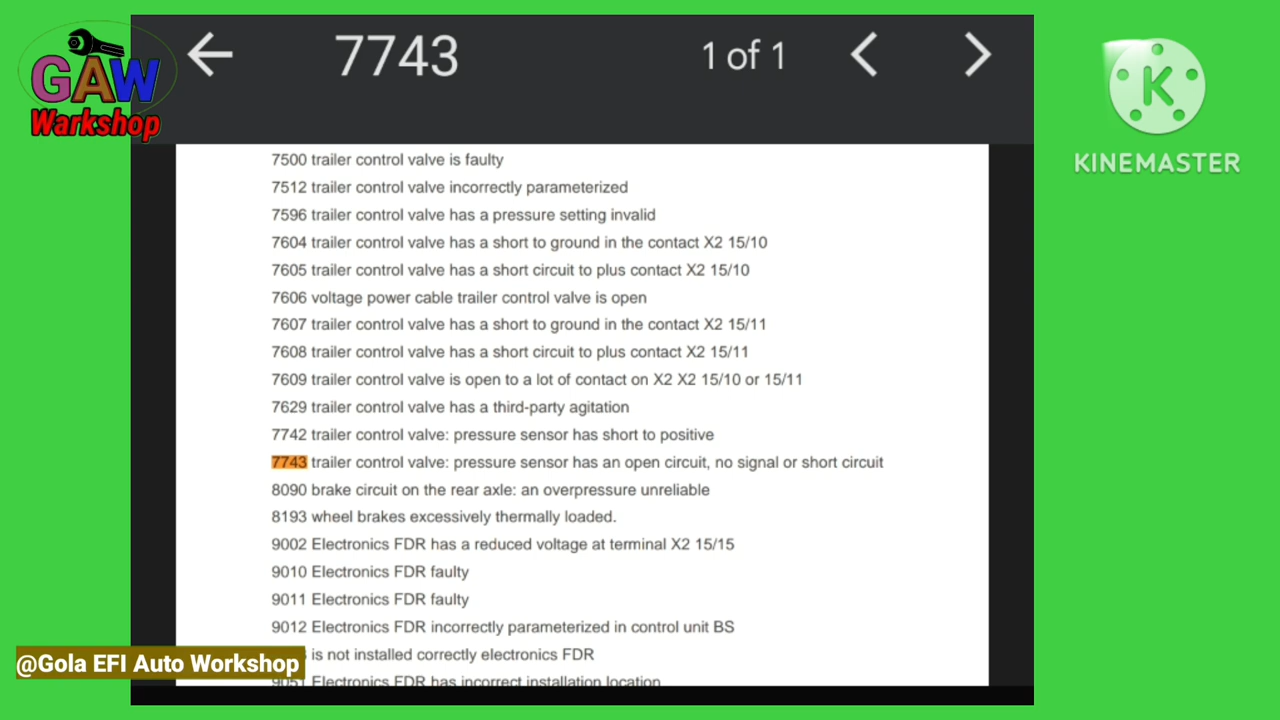 7743
1 of 1
GAW
Warkshop
KINEMASTER
7500 trailer control valve is faulty
7512 trailer control valve incorrectly parameterized
7596 trailer control valve has a pressure setting invalid
7604 trailer control valve has a short to ground in the contact X2 15/10
7605 trailer control valve has a short circuit to plus contact X2 15/10
7606 voltage power cable trailer control valve is open
7607 trailer control valve has a short to ground in the contact X2 15/11
7608 trailer control valve has a short circuit to plus contact X2 15/11
7609 trailer control valve is open to a lot of contact on X2 X2 15/10 or 15/11
7629 trailer control valve has a third-party agitation
7742 trailer control valve: pressure sensor has short to positive
7743 trailer control valve: pressure sensor has an open circuit, no signal or short circuit
8090 brake circuit on the rear axle: an overpressure unreliable
8193 wheel brakes excessively thermally loaded.
9002 Electronics FDR has a reduced voltage at terminal X2 15/15
9010 Electronics FDR faulty
9011 Electronics FDR faulty
9012 Electronics FDR incorrectly parameterized in control unit BS
is not installed correctly electronics FDR
9051 Electronics FDR has incorrect installation location
@Gola EFI Auto Workshop
K